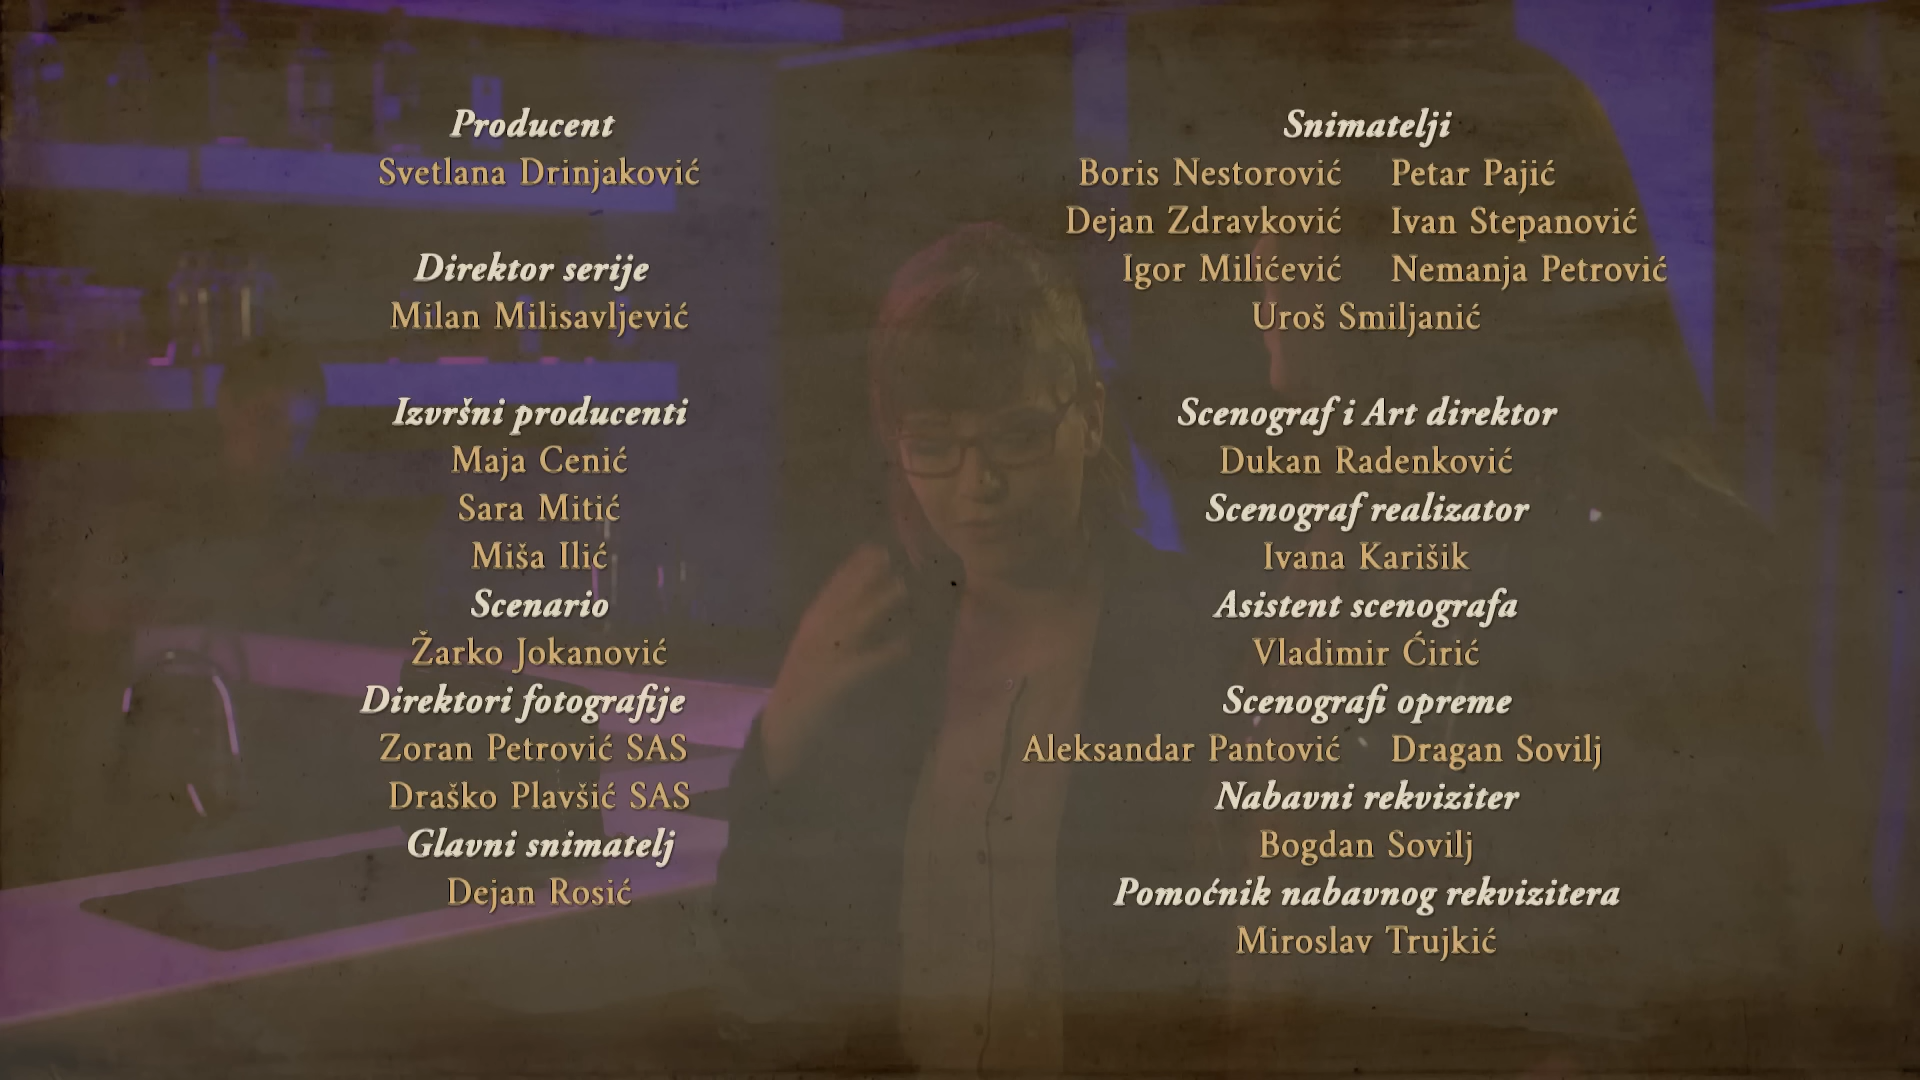 Producent
Svetlana Drinjaković
Direktor serije
Milan Milisavljević
Izvršni producenti
Maja Cenić
Sara Mitić
Miša Ilić
Scenario
Žarko Jokanović
Direktori fotografije
Zoran Petrović SAS
Draško Plavšić SAS
Glavni snimatelj
Dejan Rosić
Snimatelji
Boris Nestorović Petar Pajić
Dejan Zdravković Ivan Stepanović
Igor Milićević Nemanja Petrović
Uroš Smiljanić
Scenograf i Art direktor
Dukan Radenković
Scenograf realizator
Ivana Karišik
Asistent scenografa
Vladimir Ćirić
Scenografi opreme
Aleksandar Pantović Dragan Sovilj
Nabavni rekviziter
Bogdan Sovilj
Pomoćnik nabavnog rekvizitera
Miroslav Trujkić